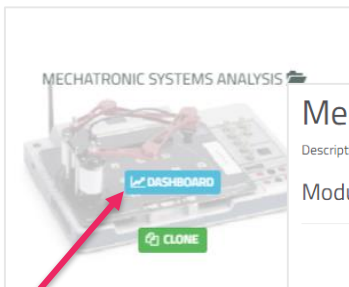 MECHATRONIC SYSTEMS ANALYSIS
Me
Descript
Modu
DASHBOARD
CLONE